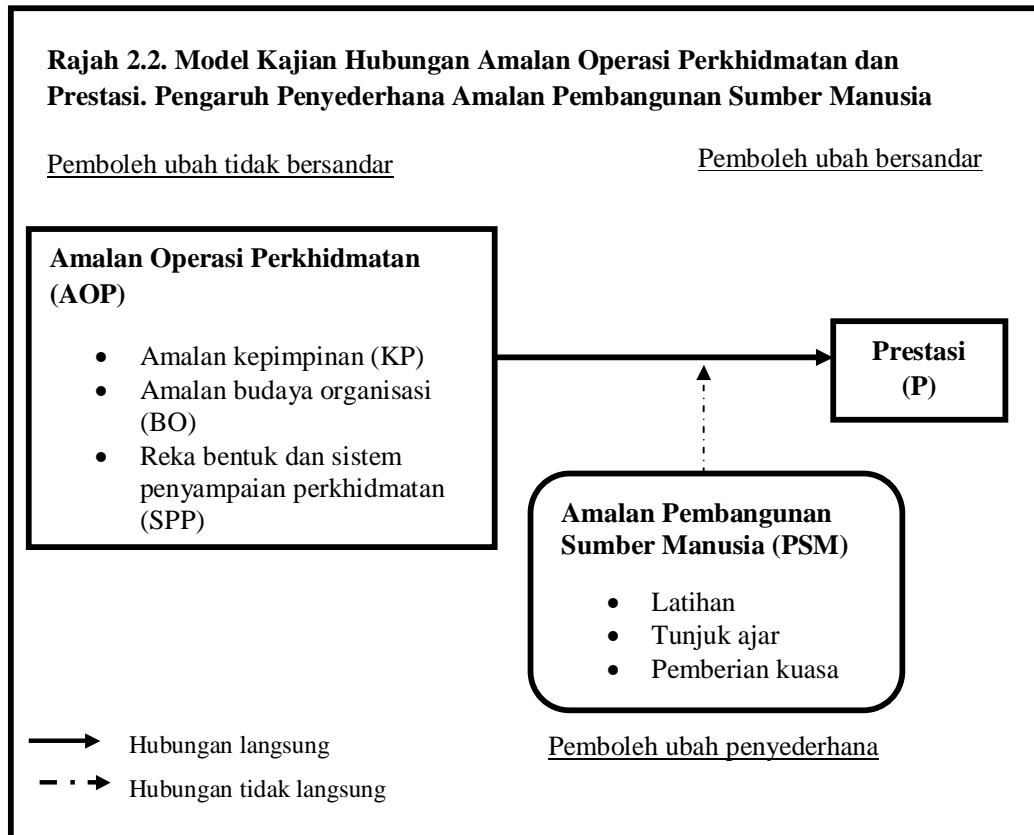 Rajah 2.2. Model Kajian Hubungan Amalan Operasi Perkhidmatan dan
Prestasi. Pengaruh Penyederhana Amalan Pembangunan Sumber Manusia
Pemboleh ubah tidak bersandar
Pemboleh ubah bersandar
Amalan Operasi Perkhidmatan
(AOP)
• Amalan kepimpinan (KP)
• Amalan budaya organisasi
(BO)
• Reka bentuk dan sistem
penyampaian perkhidmatan
(SPP)
Prestasi
(P)
Amalan Pembangunan
Sumber Manusia (PSM)
• Latihan
• Tunjuk ajar
• Pemberian kuasa
Pemboleh ubah penyederhana
Hubungan langsung
Hubungan tidak langsung